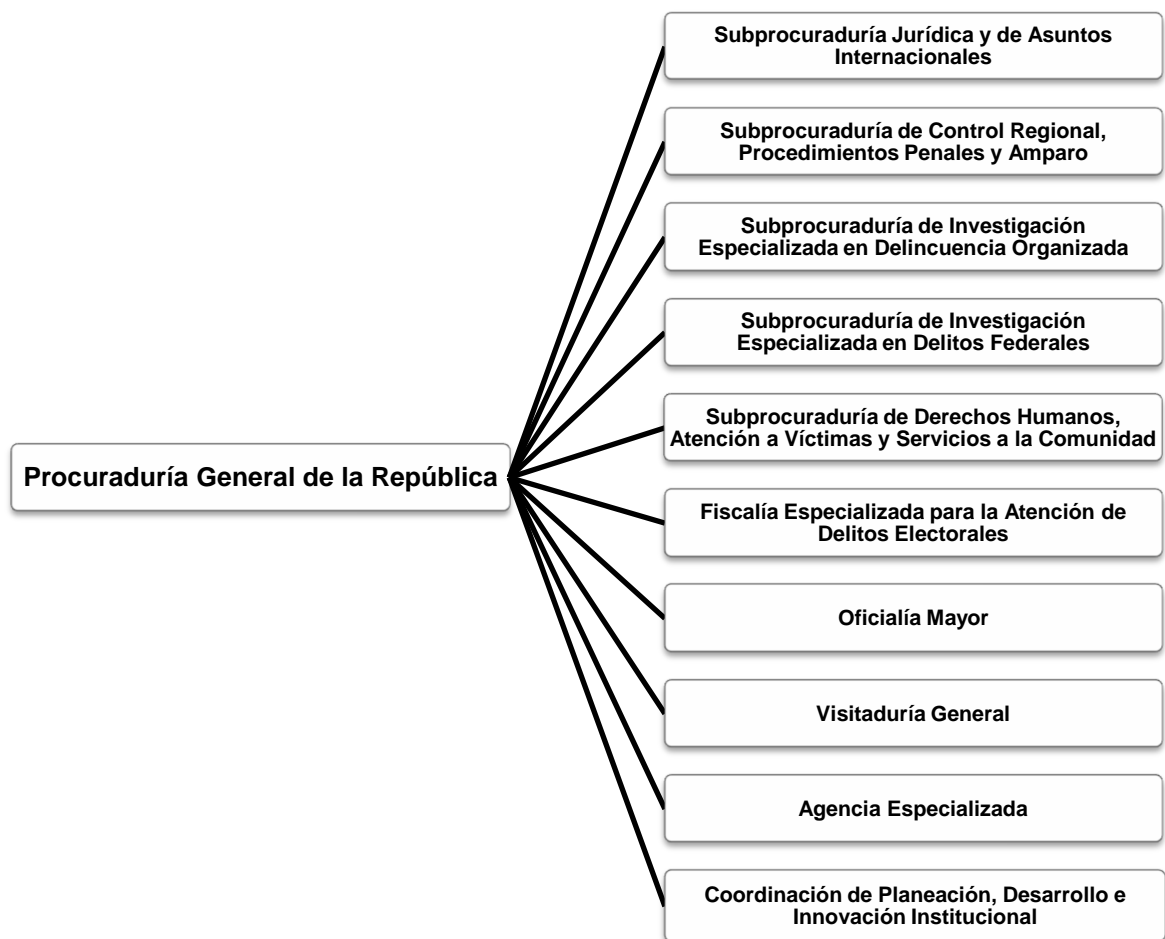 Subprocuraduría Jurídica y de Asuntos
Internacionales
Subprocuraduría de Control Regional,
Procedimientos Penales y Amparo
Subprocuraduría de Investigación
Especializada en Delincuencia Organizada
Subprocuraduría de Investigación
Especializada en Delitos Federales
Subprocuraduría de Derechos Humanos,
Atención a Víctimas y Servicios a la Comunidad
Procuraduría General de la República
Fiscalía Especializada para la Atención de
Delitos Electorales
Oficialía Mayor
Visitaduría General
Agencia Especializada
Coordinación de Planeación, Desarrollo e
Innovación Institucional